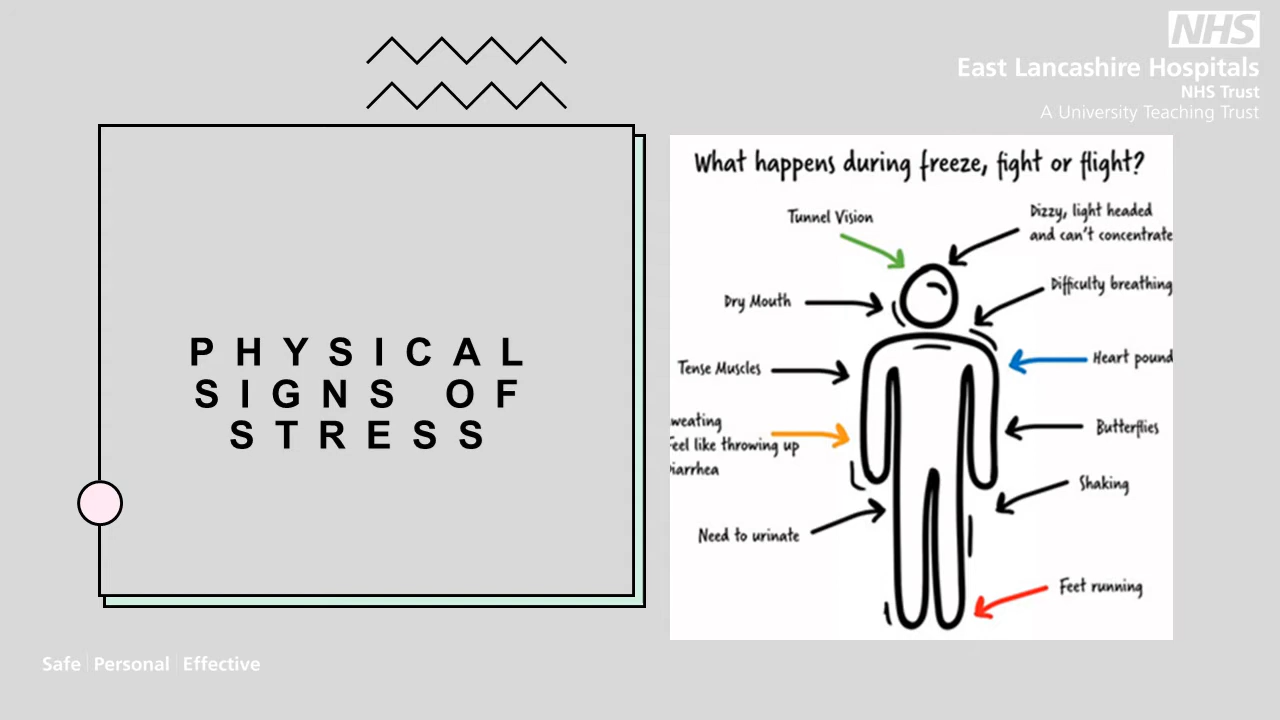 NHS
East Lancashire Hospitals
NHS Trust
A University Teaching Trust
PHYSICAL
SIGNS OF
STRESS
What happens during freeze, fight or flight?
Tunnel Vision
Dizzy, light headed
and can't concentrate
Dry Mouth
Difficulty breathing
Tense Muscles
Heart pound
weating
eel like throwing up
iarrhea
Butterflies
Shaking
Need to urinate
Feet running
Safe Personal Effective